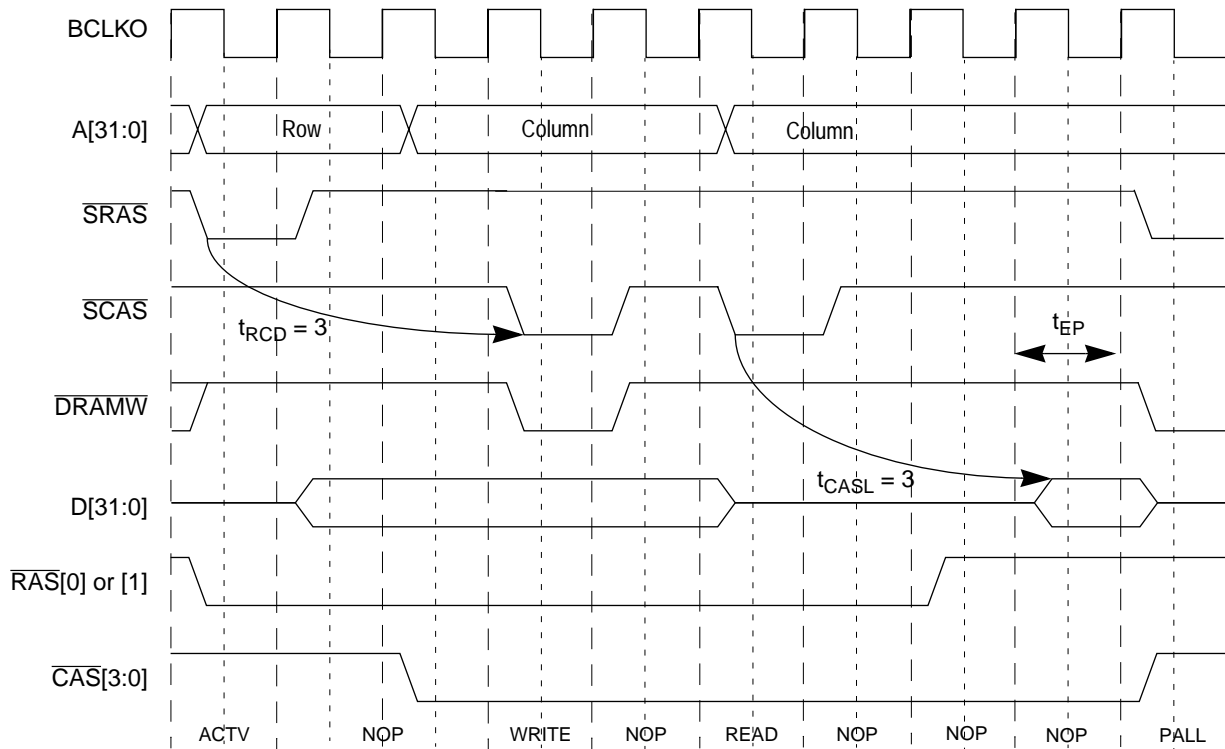 BCLKO
A[31:0]
Row
Column
Column
SRAS
SCAS
tRCD = 3
tEP
DRAMW
D[31:0]
tCASL = 3
RAS[0] or [1]
CAS[3:0]
ACTV NOP WRITE NOP READ NOP NOP NOP PALL